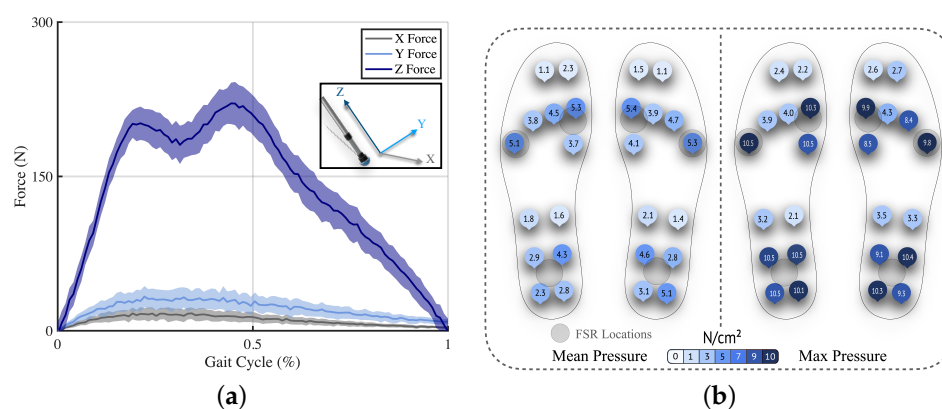 300
150
0
Force (N)
0
0.5
1
Gait Cycle (%)
X Force
Y Force
Z Force
Z
Y
X
(a)
1.1 2.3 1.5 1.1 2.4 2.2 2.6 2.7
3.8 4.5 5.3 5.4 3.9 4.7 3.9 4.0 10.3 9.9 4.3 8.4
5.1 3.7 4.1 5.3 10.5 10.5 8.5 9.8
1.8 1.6 2.1 1.4 3.2 2.1 3.5 3.3
2.9 4.3 4.6 2.8 10.5 10.5 9.1 10.4
2.3 2.8 3.1 5.1 10.5 10.1 10.3 9.3
FSR Locations
N/cm²
Mean Pressure 0 1 3 5 7 9 10 Max Pressure
(b)